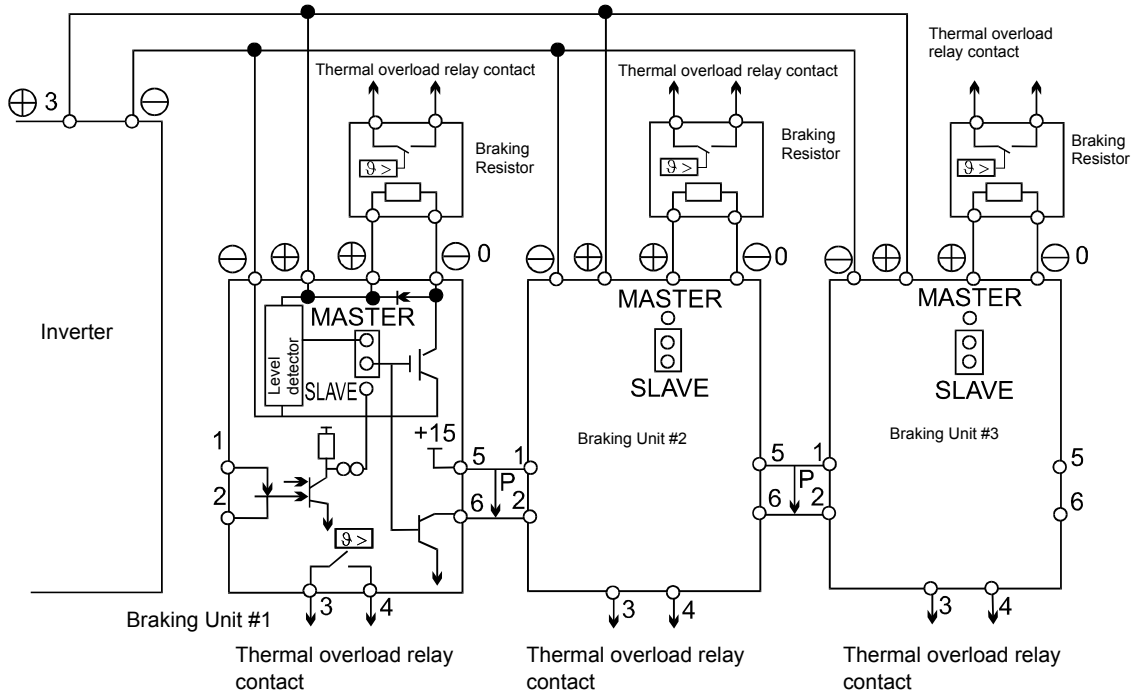 Thermal overload relay contact
Thermal overload relay contact
Thermal overload
relay contact
⊕ 3 ⊖
Braking
Resistor
Braking
Resistor
Braking
Resistor
ϑ >
ϑ >
ϑ >
⊖ ⊕ ⊕ ⊖ 0
⊖ ⊕ ⊕ ⊖ 0
⊖ ⊕ ⊕ ⊖ 0
Inverter
MASTER
Level
detector
SLAVE
+15
1
2
5
6
ϑ >
3
4
Braking Unit #1
Thermal overload relay
contact
P
MASTER
SLAVE
Braking Unit #2
1
2
5
6
3
4
Thermal overload relay
contact
P
MASTER
SLAVE
Braking Unit #3
1
2
5
6
3
4
Thermal overload relay
contact